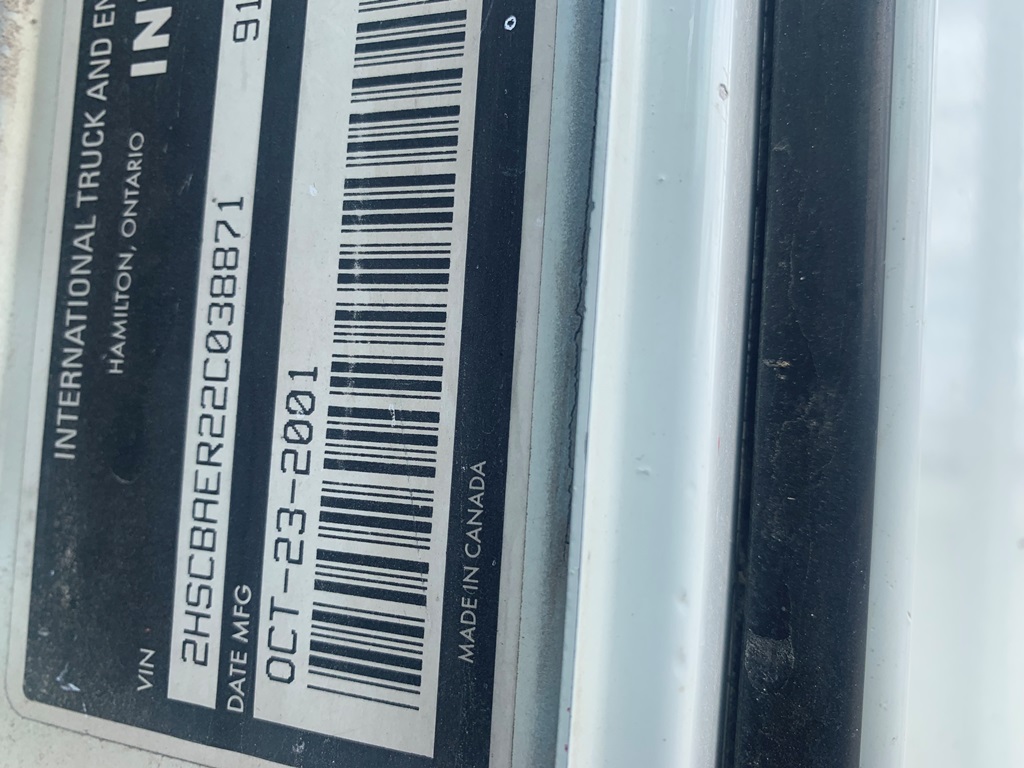 INTERNATIONAL TRUCK AND EN
HAMILTON, ONTARIO
IN
VIN
2HSCBAER22C038871
DATE MFG
91
OCT-23-2001
MADE IN CANADA